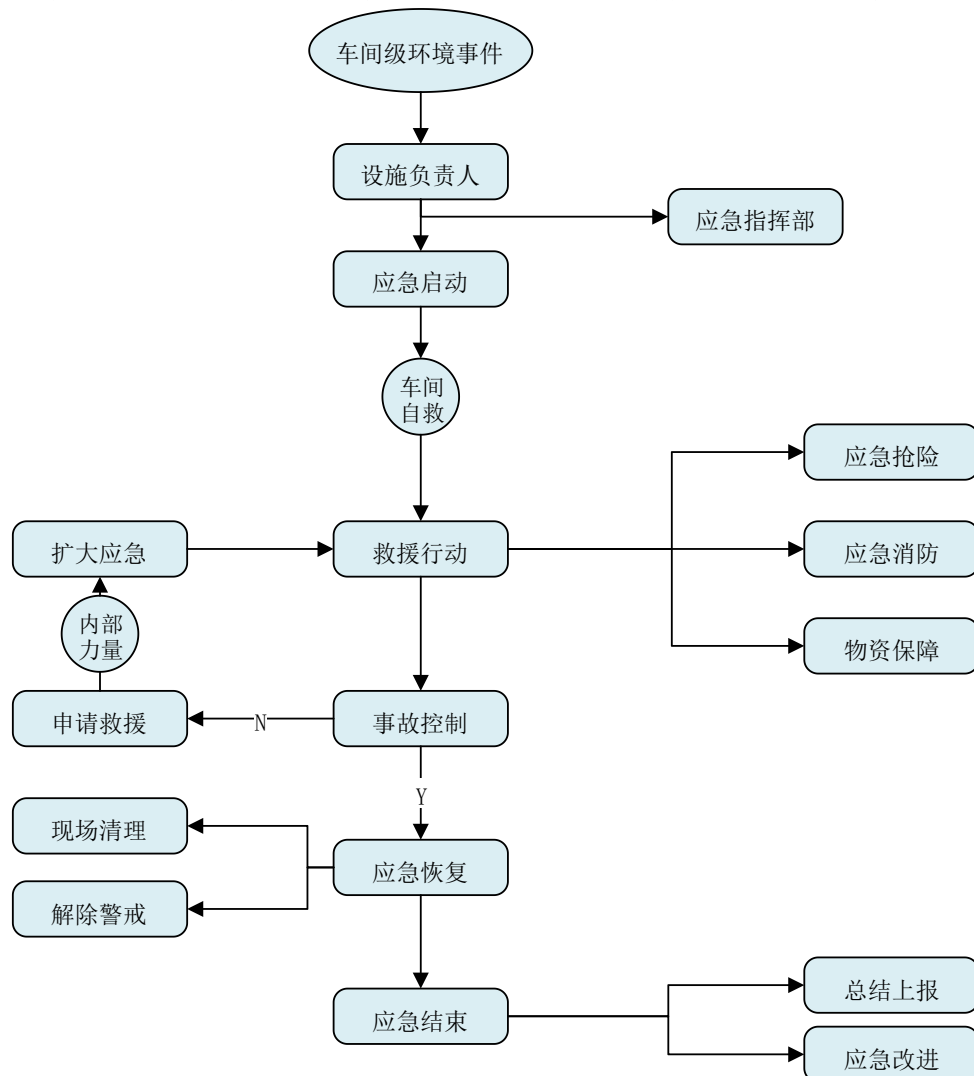 车间级环境事件
设施负责人
应急指挥部
应急启动
车间
自救
应急抢险
扩大应急
救援行动
应急消防
内部
力量
物资保障
申请救援
N
事故控制
Y
现场清理
应急恢复
解除警戒
总结上报
应急结束
应急改进